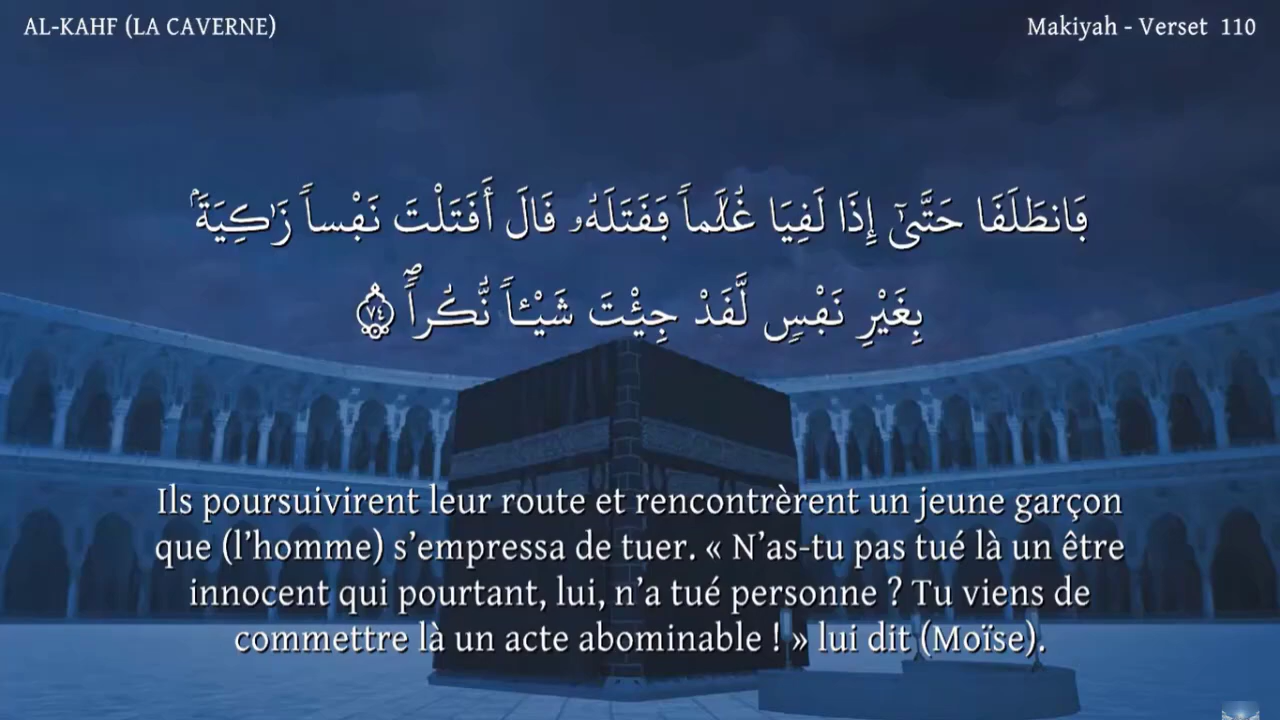 AL-KAHF (LA CAVERNE)
Makiyah - Verset 110
فَانطَلَقَا حَتَّىٰٓ إِذَا لَقِيَا غُلَٰماً فَقَتَلَهُۥ قَالَ أَقَتَلْتَ نَفْساً زَٰكِيَةَۢ
بِغَيْرِ نَفْسٖ لَّقَدْ جِئْتَ شَيْـٔاً نُّكُراًۖ ٧٤
Ils poursuivirent leur route et rencontrèrent un jeune garçon
que (l’homme) s’empressa de tuer. « N’as-tu pas tué là un être
innocent qui pourtant, lui, n’a tué personne ? Tu viens de
commettre là un acte abominable ! » lui dit (Moïse).